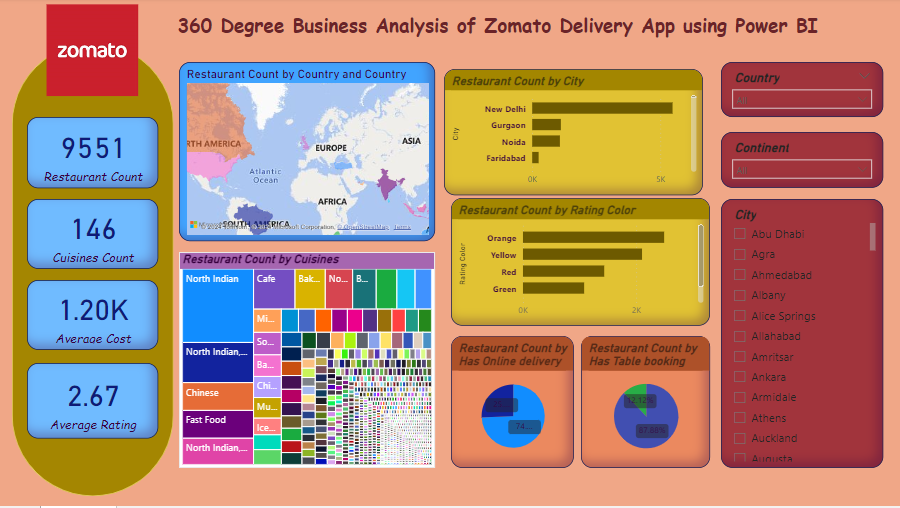 360 Degree Business Analysis of Zomato Delivery App using Power BI
zomato
9551
Restaurant Count
146
Cuisines Count
1.20K
Average Cost
2.67
Average Rating
Restaurant Count by Country and Country
NORTH AMERICA
EUROPE
ASIA
Atlantic
Ocean
AFRICA
SOUTH AMERICA
Microsoft Corporation. © OpenStreetMap Terms
Restaurant Count by Cuisines
North Indian
North Indian,...
Chinese
Fast Food
North Indian,...
Cafe
Bak...
No...
B...
Mi...
So...
Ba...
Chi...
Mu...
Ice...
Restaurant Count by City
City
New Delhi
Gurgaon
Noida
Faridabad
0K
5K
Restaurant Count by Rating Color
Rating Color
Orange
Yellow
Red
Green
0K
2K
Restaurant Count by
Has Online delivery
74...
Restaurant Count by
Has Table booking
12.12%
87.88%
Country
All
Continent
All
City
Abu Dhabi
Agra
Ahmedabad
Albany
Alice Springs
Allahabad
Amritsar
Ankara
Armidale
Athens
Auckland
Augusta